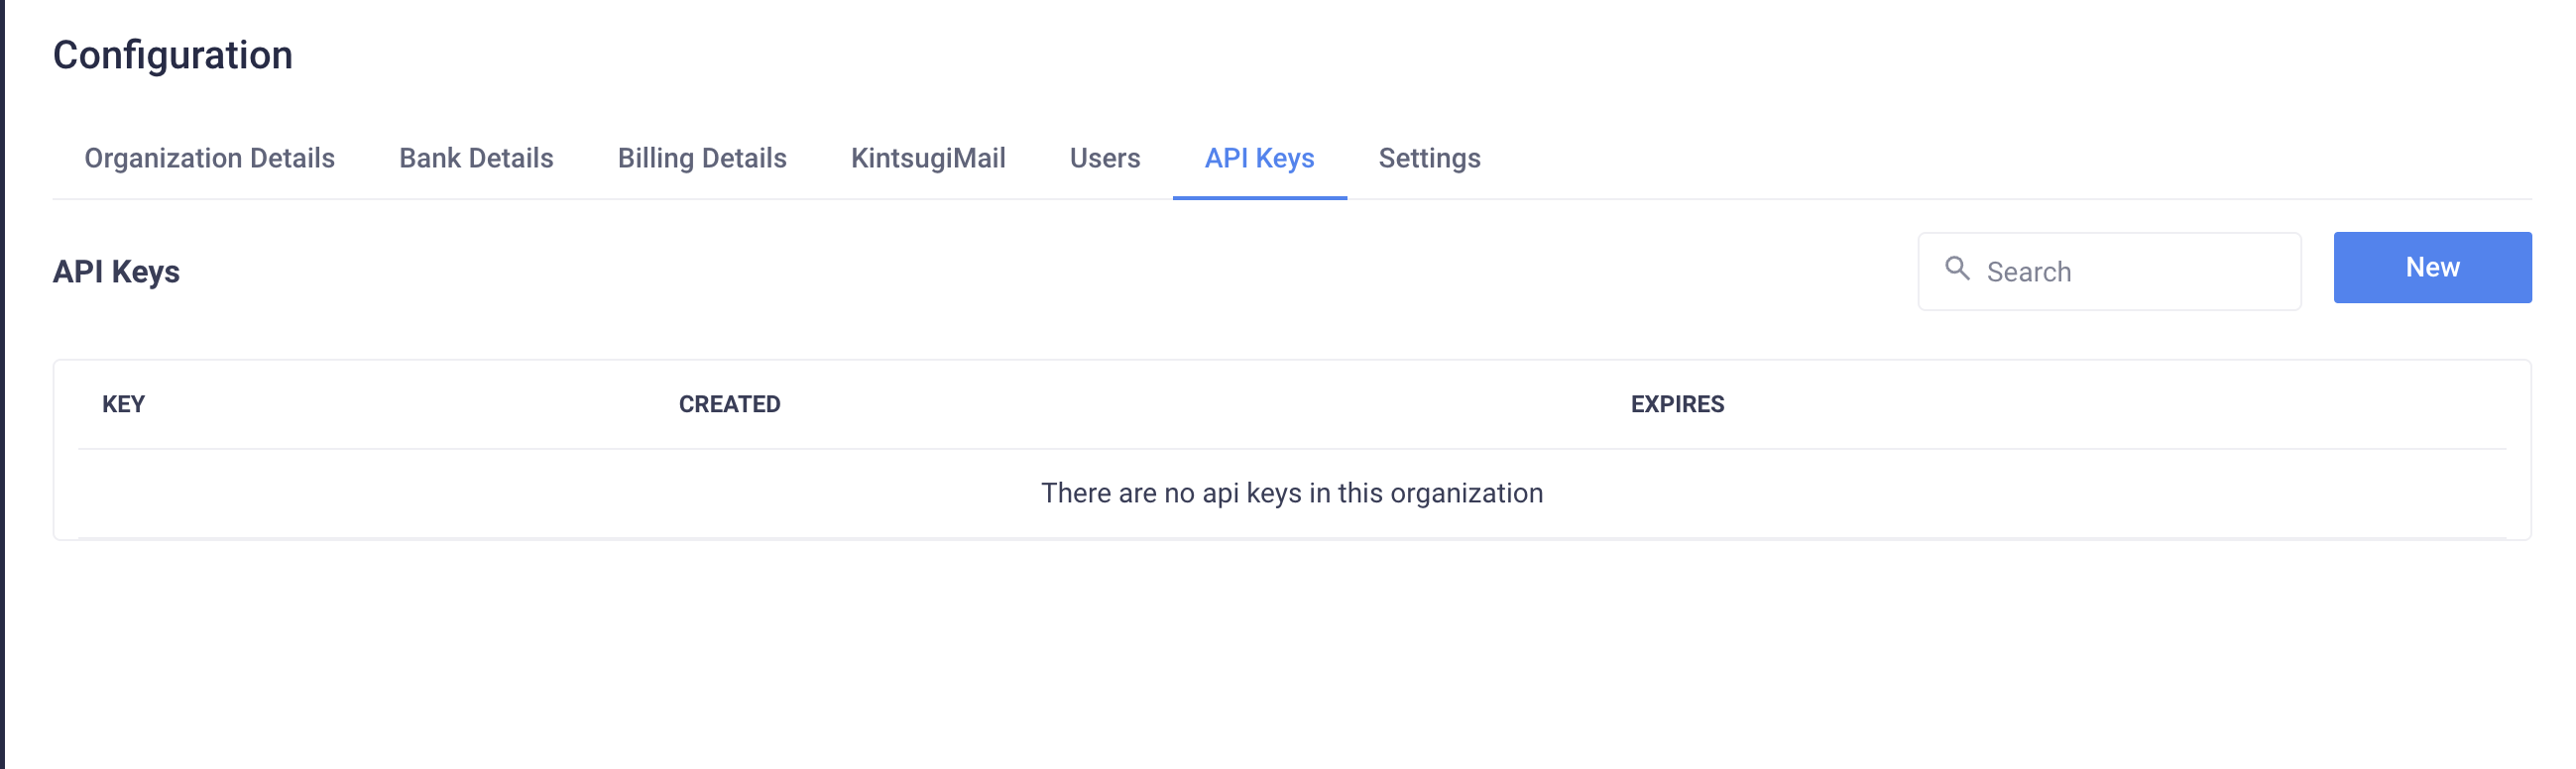 Configuration
Organization Details Bank Details Billing Details KintsugiMail Users API Keys Settings
API Keys Search New
KEY CREATED EXPIRES
There are no api keys in this organization